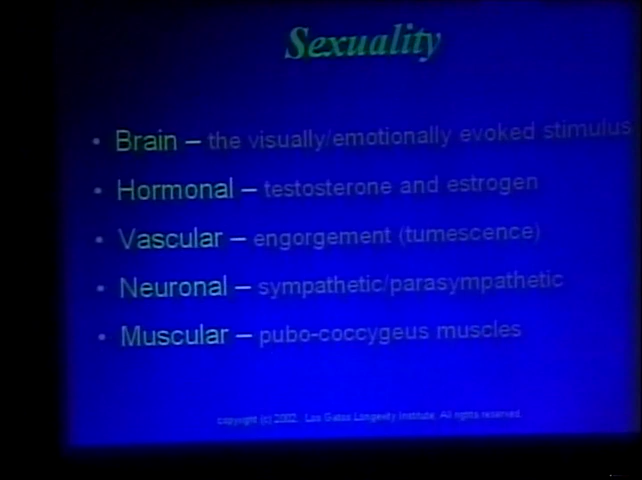 Sexuality
• Brain – the visually/emotionally evoked stimulus
• Hormonal – testosterone and estrogen
• Vascular – engorgement (tumescence)
• Neuronal – sympathetic/parasympathetic
• Muscular – pubo-coccygeus muscles
copyright (c) 2002. Los Gatos Longevity Institute. All rights reserved.